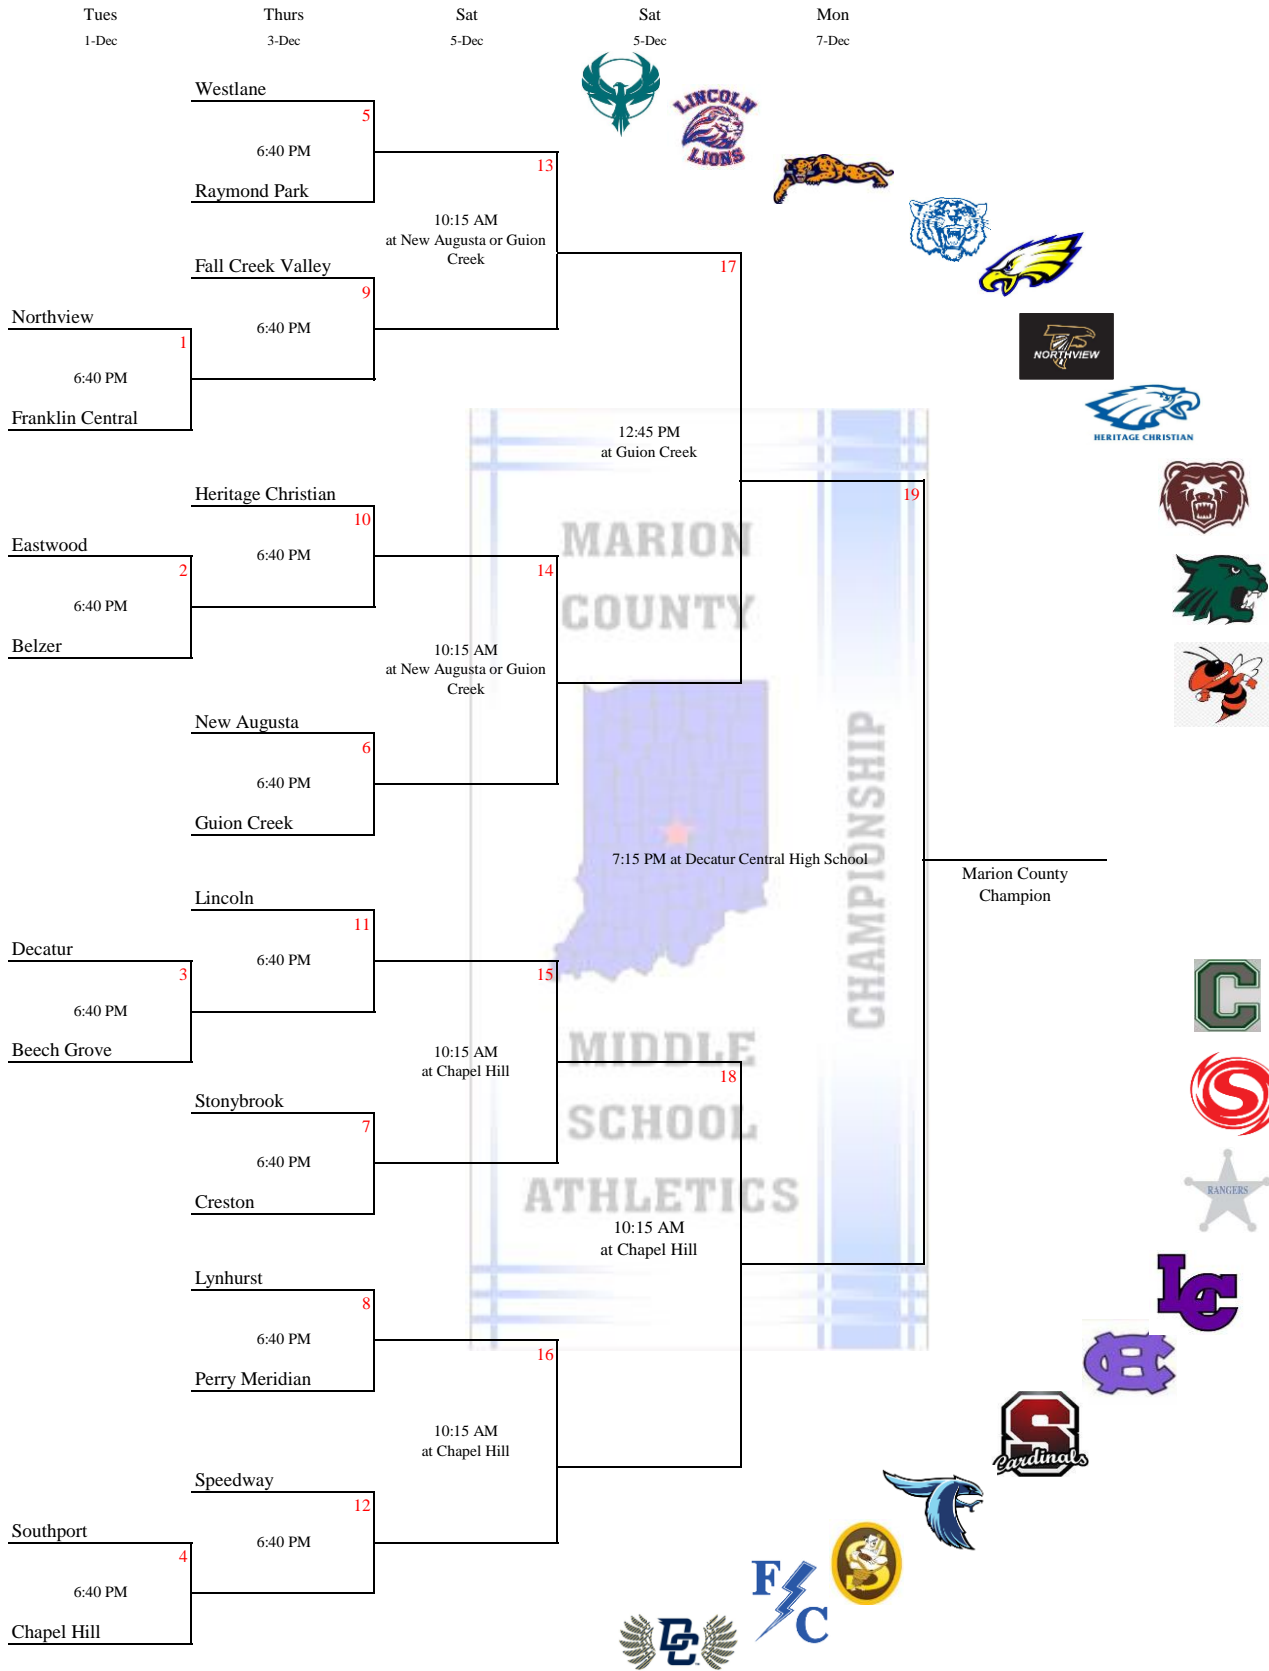 Tues
Thurs
Sat
Sat
Mon
1-Dec
3-Dec
5-Dec
5-Dec
7-Dec
Westlane
5
6:40 PM
Raymond Park
13
10:15 AM
at New Augusta or Guion
Creek
Fall Creek Valley
9
6:40 PM
17
Northview
1
6:40 PM
Franklin Central
12:45 PM
at Guion Creek
Heritage Christian
10
6:40 PM
19
Eastwood
2
6:40 PM
Belzer
14
10:15 AM
at New Augusta or Guion
Creek
New Augusta
6
6:40 PM
Guion Creek
7:15 PM at Decatur Central High School
Marion County
Champion
Lincoln
11
6:40 PM
Decatur
3
6:40 PM
Beech Grove
15
10:15 AM
at Chapel Hill
18
Stonybrook
7
6:40 PM
Creston
10:15 AM
at Chapel Hill
Lynhurst
8
6:40 PM
Perry Meridian
16
10:15 AM
at Chapel Hill
Speedway
12
6:40 PM
Southport
4
6:40 PM
Chapel Hill
MARION
COUNTY
MIDDLE
SCHOOL
ATHLETICS
CHAMPIONSHIP
LINCOLN
LIONS
NORTHVIEW
HERITAGE CHRISTIAN
C
S
RANGERS
LC
CH
S
Cardinals
S
F
C
DC